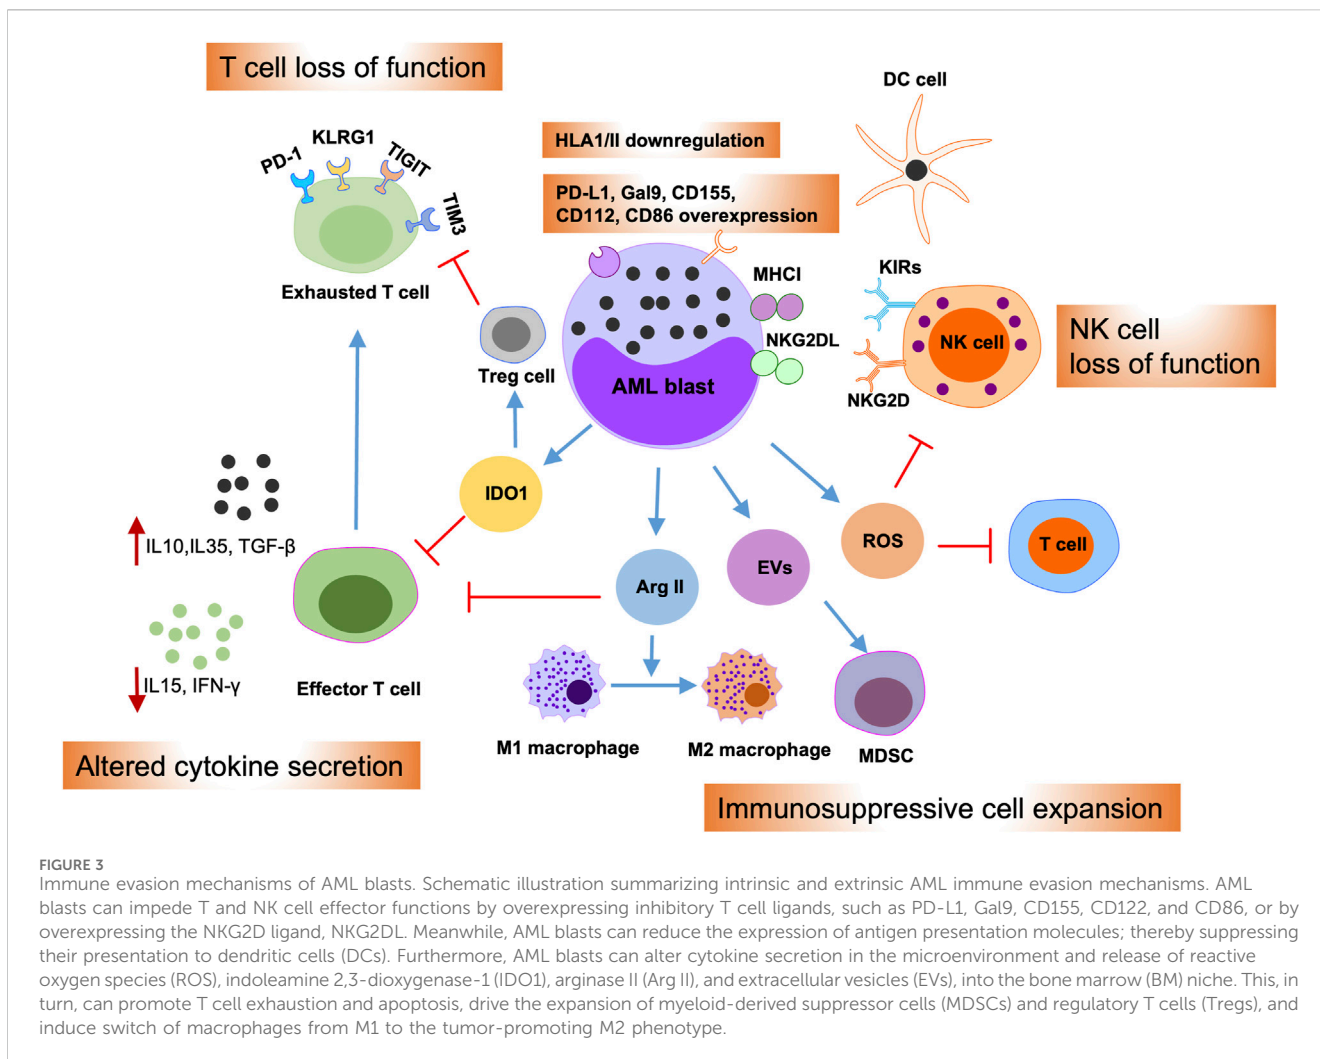 T cell loss of function
PD-1
KLRG1
TIGIT
TIM3
Exhausted T cell
HLA1/II downregulation
PD-L1, Gal9, CD155,
CD112, CD86 overexpression
DC cell
MHCI
NKG2DL
AML blast
Treg cell
KIRs
NK cell
NKG2D
NK cell
loss of function
IDO1
IL10,IL35, TGF-β
IL15, IFN-γ
Effector T cell
Altered cytokine secretion
Arg II
EVs
ROS
T cell
M1 macrophage
M2 macrophage
MDSC
Immunosuppressive cell expansion
FIGURE 3
Immune evasion mechanisms of AML blasts. Schematic illustration summarizing intrinsic and extrinsic AML immune evasion mechanisms. AML
blasts can impede T and NK cell effector functions by overexpressing inhibitory T cell ligands, such as PD-L1, Gal9, CD155, CD122, and CD86, or by
overexpressing the NKG2D ligand, NKG2DL. Meanwhile, AML blasts can reduce the expression of antigen presentation molecules; thereby suppressing
their presentation to dendritic cells (DCs). Furthermore, AML blasts can alter cytokine secretion in the microenvironment and release of reactive
oxygen species (ROS), indoleamine 2,3-dioxygenase-1 (IDO1), arginase II (Arg II), and extracellular vesicles (EVs), into the bone marrow (BM) niche. This, in
turn, can promote T cell exhaustion and apoptosis, drive the expansion of myeloid-derived suppressor cells (MDSCs) and regulatory T cells (Tregs), and
induce switch of macrophages from M1 to the tumor-promoting M2 phenotype.